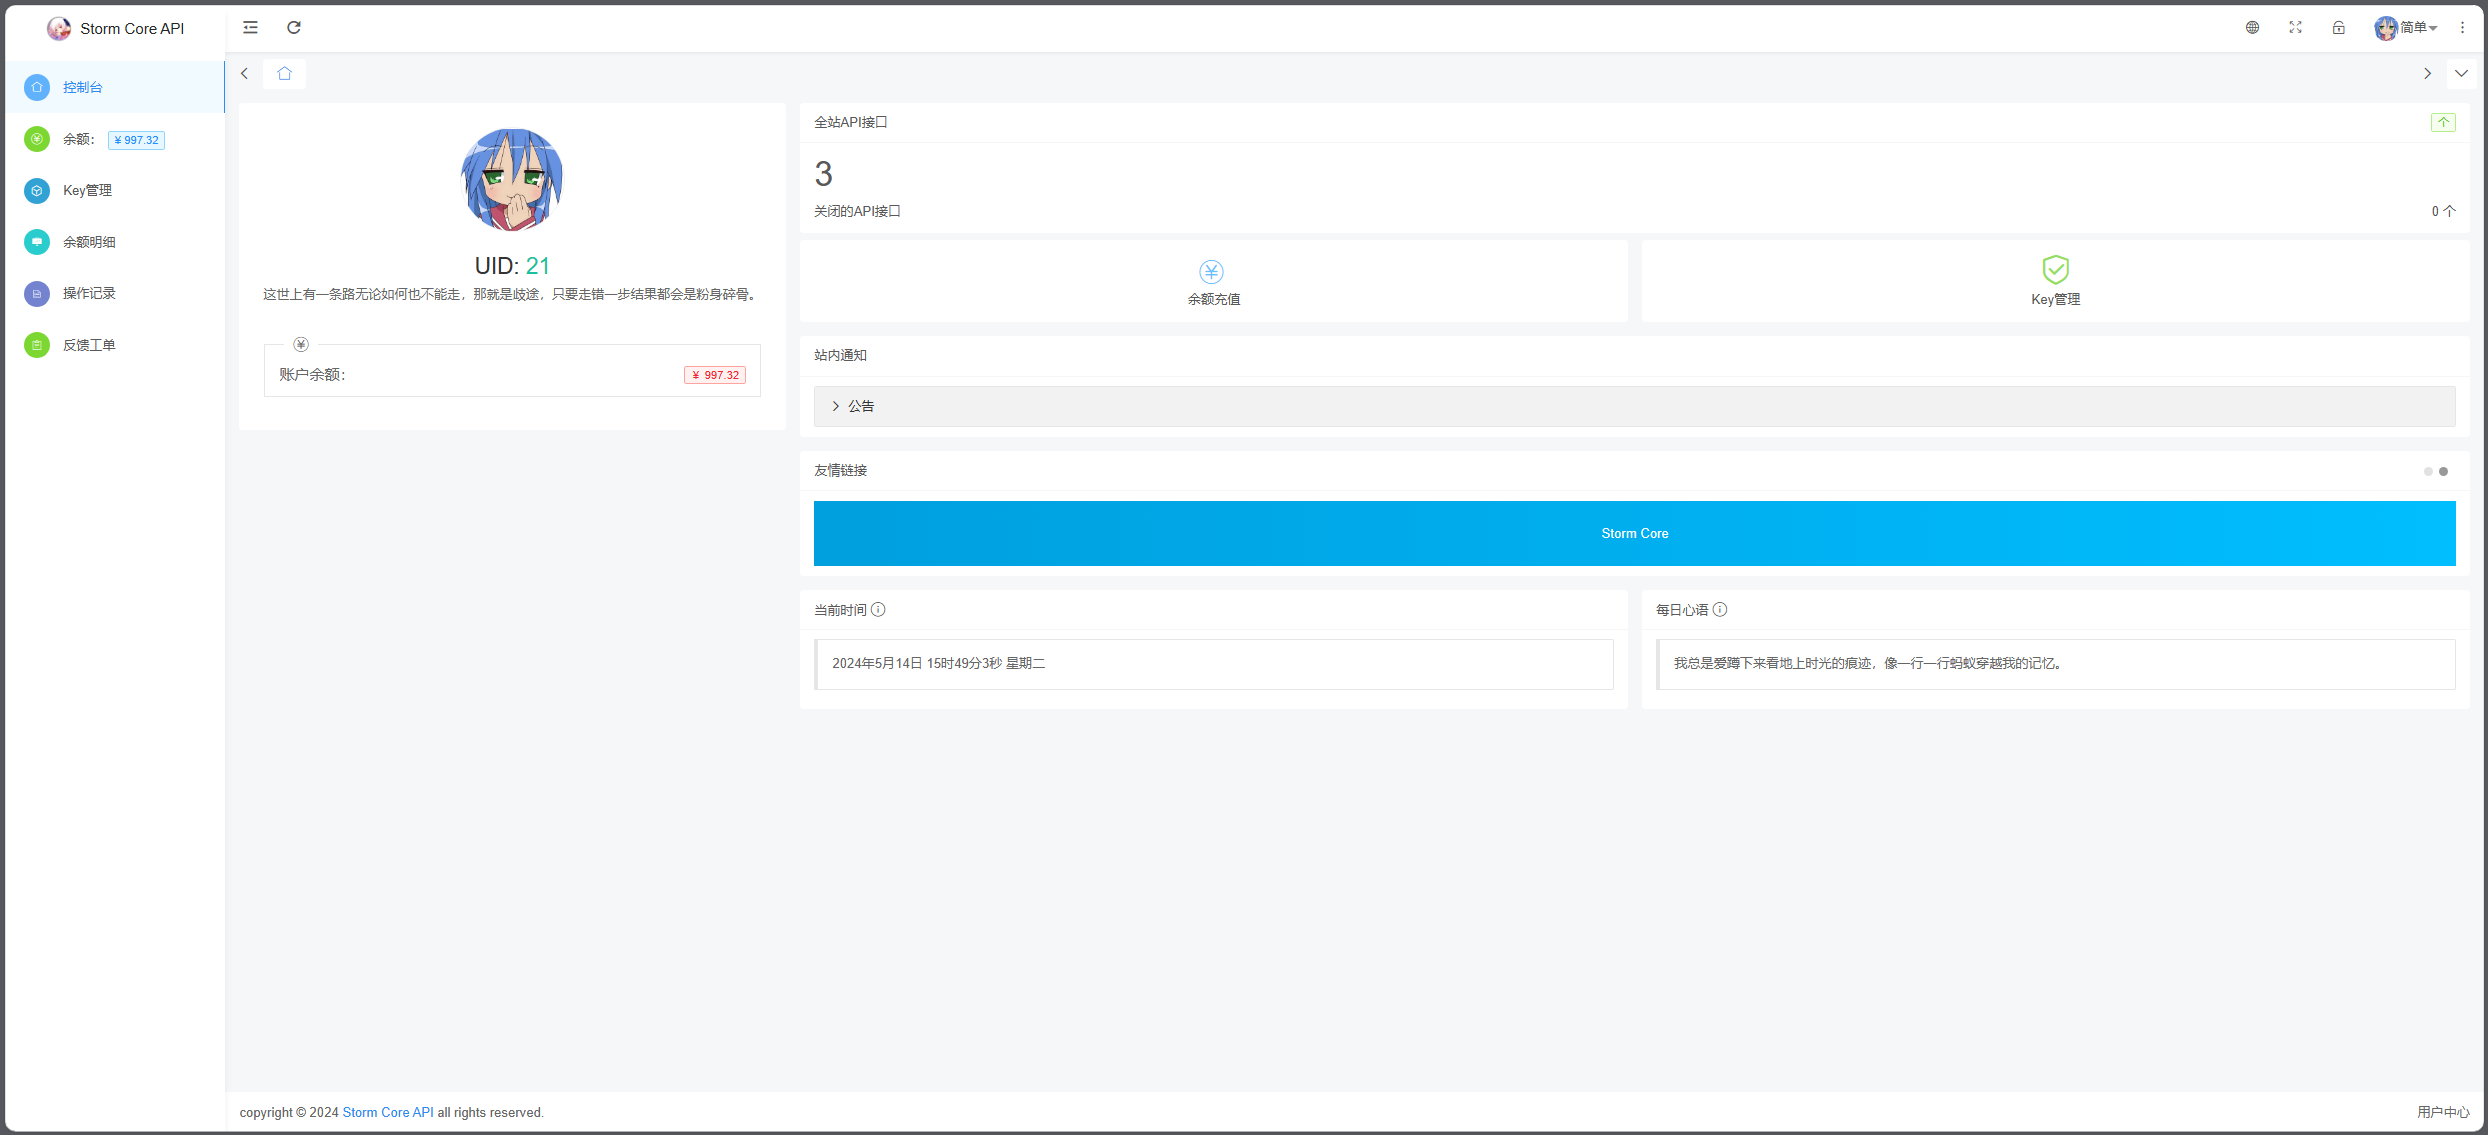 Storm Core API
简单
控制台
余额： ¥ 997.32
Key管理
余额明细
操作记录
反馈工单
UID: 21
这世上有一条路无论如何也不能走，那就是歧途，只要走错一步结果都会是粉身碎骨。
账户余额：
¥ 997.32
全站API接口
个
3
关闭的API接口
0 个
余额充值
Key管理
站内通知
公告
友情链接
Storm Core
当前时间
2024年5月14日 15时49分3秒 星期二
每日心语
我总是爱蹲下来看地上时光的痕迹，像一行一行蚂蚁穿越我的记忆。
copyright © 2024 Storm Core API all rights reserved.
用户中心